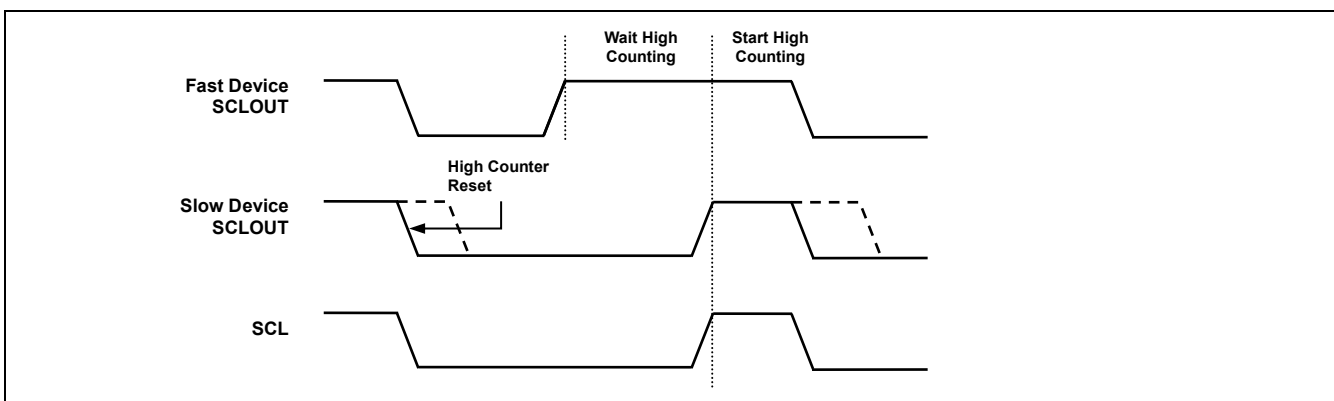 Wait High
Counting
Start High
Counting
Fast Device
SCLOUT
High Counter
Reset
Slow Device
SCLOUT
SCL